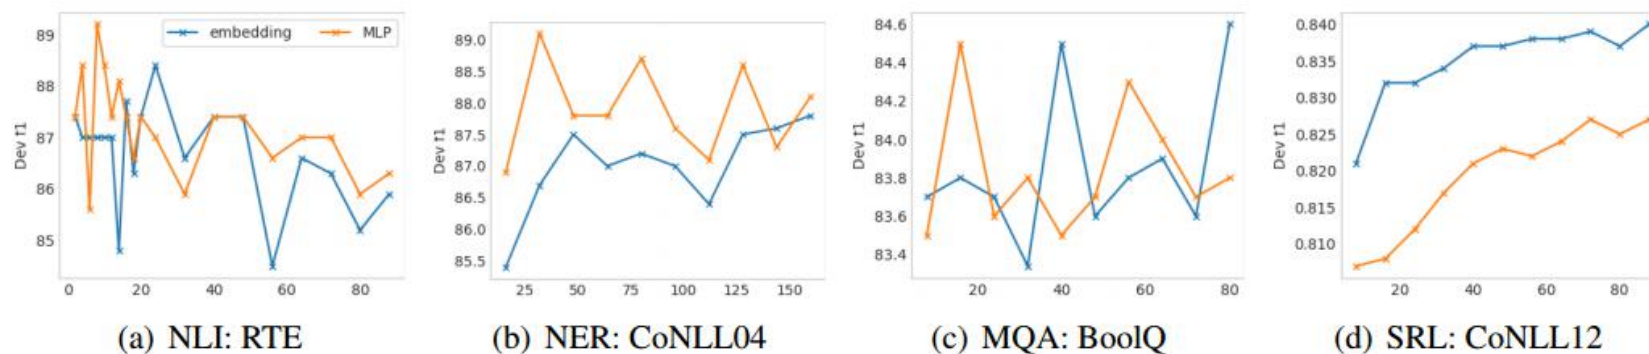 embedding MLP
Dev f1
89
88
87
86
85
0 20 40 60 80
(a) NLI: RTE
Dev f1
89.0
88.5
88.0
87.5
87.0
86.5
86.0
85.5
25 50 75 100 125 150
(b) NER: CoNLL04
Dev f1
84.6
84.4
84.2
84.0
83.8
83.6
83.4
20 40 60 80
(c) MQA: BoolQ
Dev f1
0.840
0.835
0.830
0.825
0.820
0.815
0.810
20 40 60 80
(d) SRL: CoNLL12